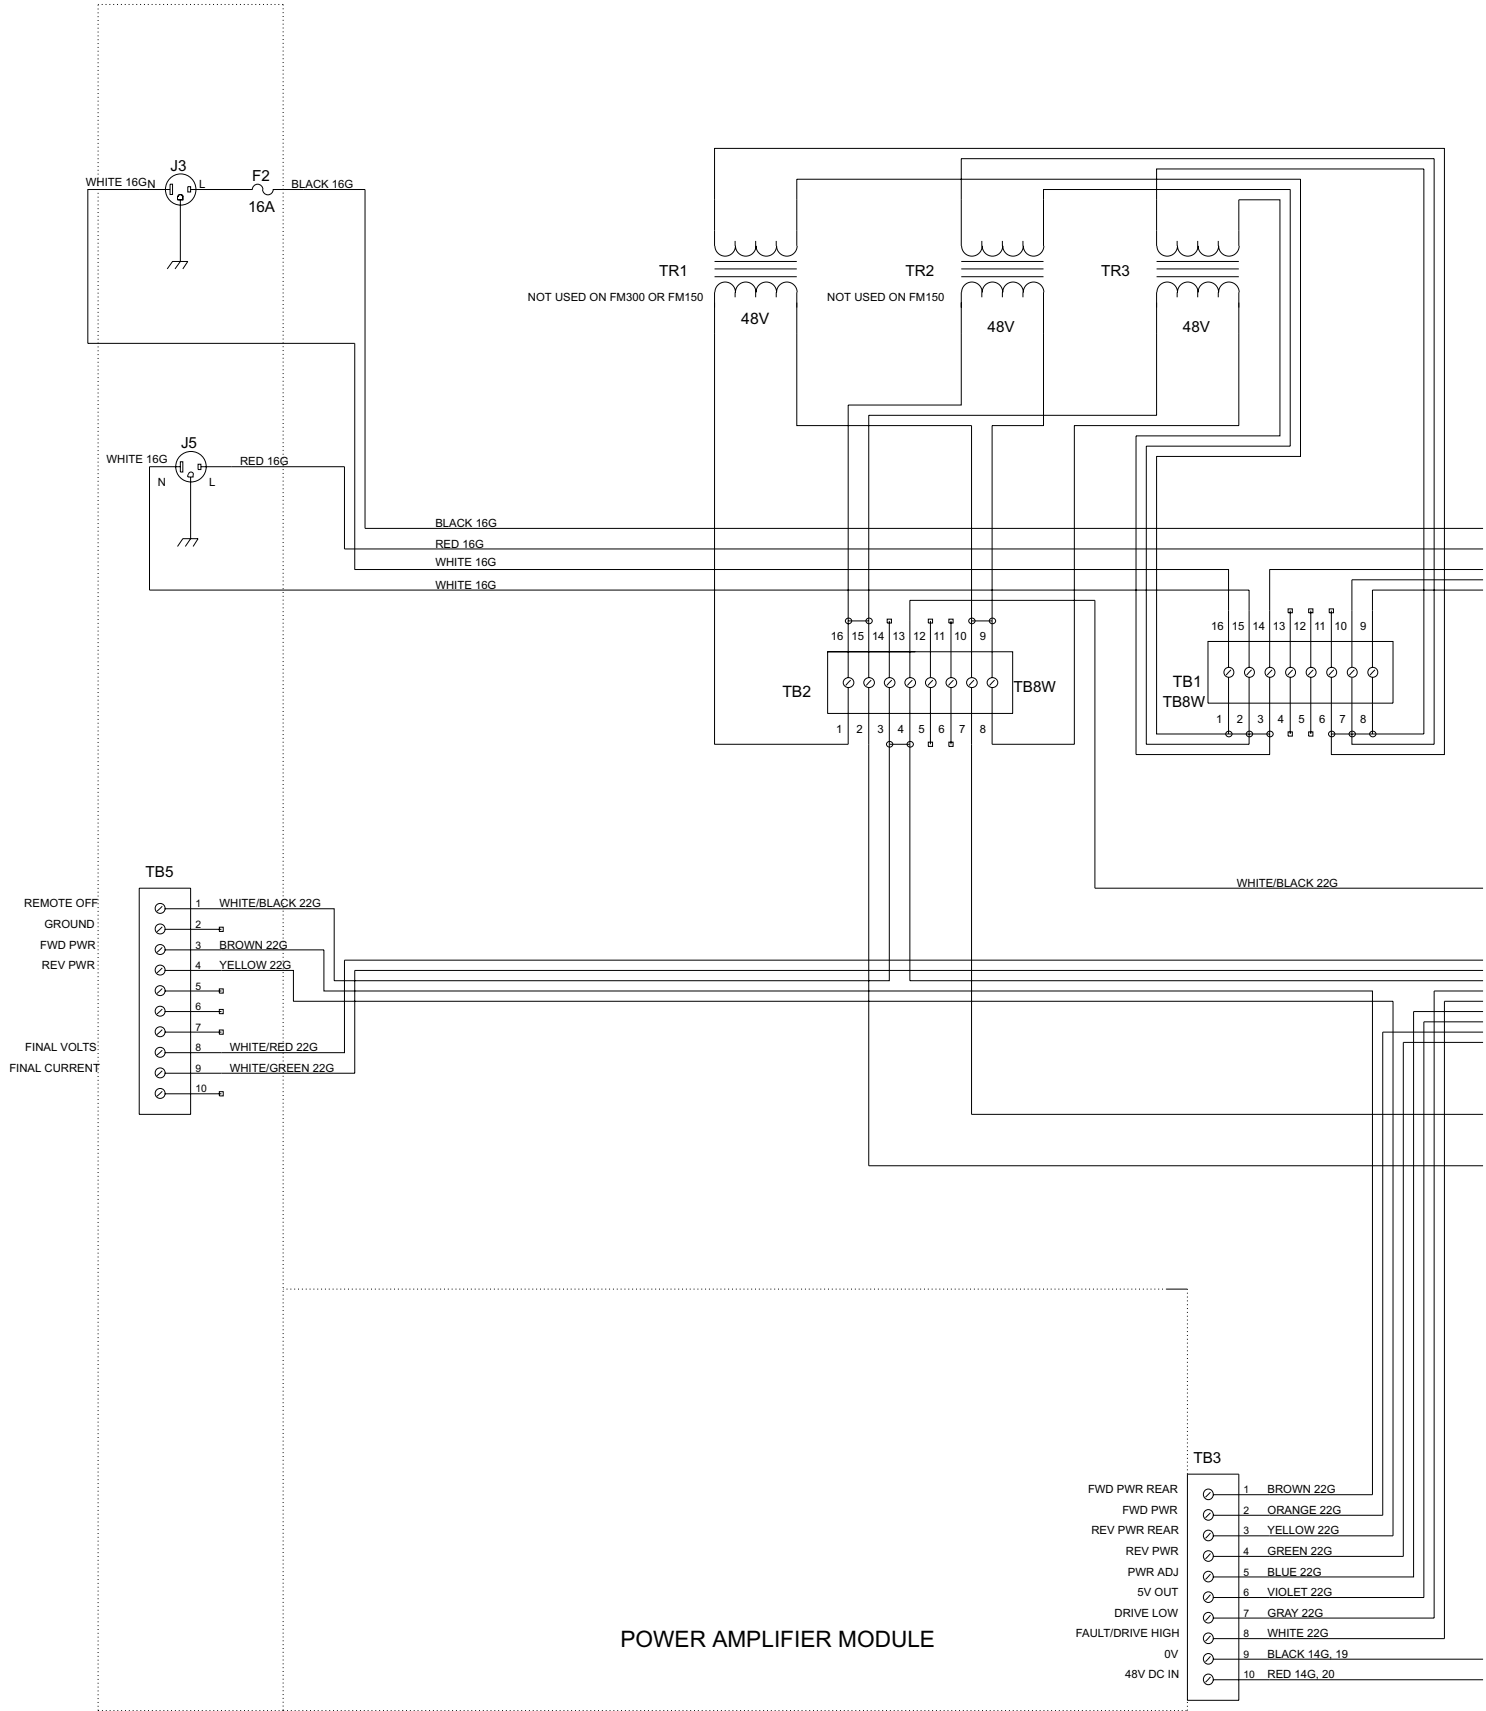 J3
WHITE 16G N L F2 BLACK 16G
16A
TR1 TR2 TR3
NOT USED ON FM300 OR FM150 NOT USED ON FM150
48V 48V 48V
J5
WHITE 16G RED 16G
N L
BLACK 16G
RED 16G
WHITE 16G
WHITE 16G
16 15 14 13 12 11 10 9
TB2 TB8W
1 2 3 4 5 6 7 8
16 15 14 13 12 11 10 9
TB1
TB8W
1 2 3 4 5 6 7 8
WHITE/BLACK 22G
TB5
REMOTE OFF 1 WHITE/BLACK 22G
GROUND 2
FWD PWR 3 BROWN 22G
REV PWR 4 YELLOW 22G
5
6
7
FINAL VOLTS 8 WHITE/RED 22G
FINAL CURRENT 9 WHITE/GREEN 22G
10
TB3
FWD PWR REAR 1 BROWN 22G
FWD PWR 2 ORANGE 22G
REV PWR REAR 3 YELLOW 22G
REV PWR 4 GREEN 22G
PWR ADJ 5 BLUE 22G
5V OUT 6 VIOLET 22G
DRIVE LOW 7 GRAY 22G
FAULT/DRIVE HIGH 8 WHITE 22G
0V 9 BLACK 14G, 19
48V DC IN 10 RED 14G, 20
POWER AMPLIFIER MODULE